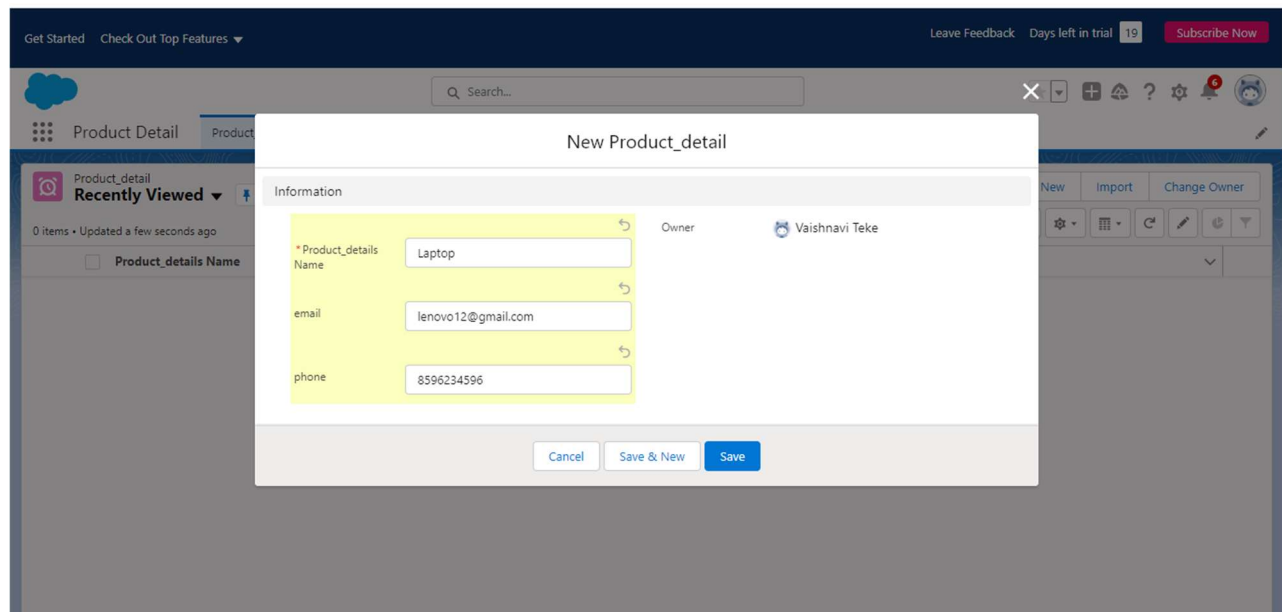 Get Started Check Out Top Features Leave Feedback Days left in trial 19 Subscribe Now
Search...
6
Product Detail Product
New Product_detail
Product_detail
Recently Viewed
New Import Change Owner
0 items • Updated a few seconds ago
Product_details Name
Information
*Product_details Name
Laptop
Owner Vaishnavi Teke
email lenovo12@gmail.com
phone 8596234596
Cancel Save & New Save